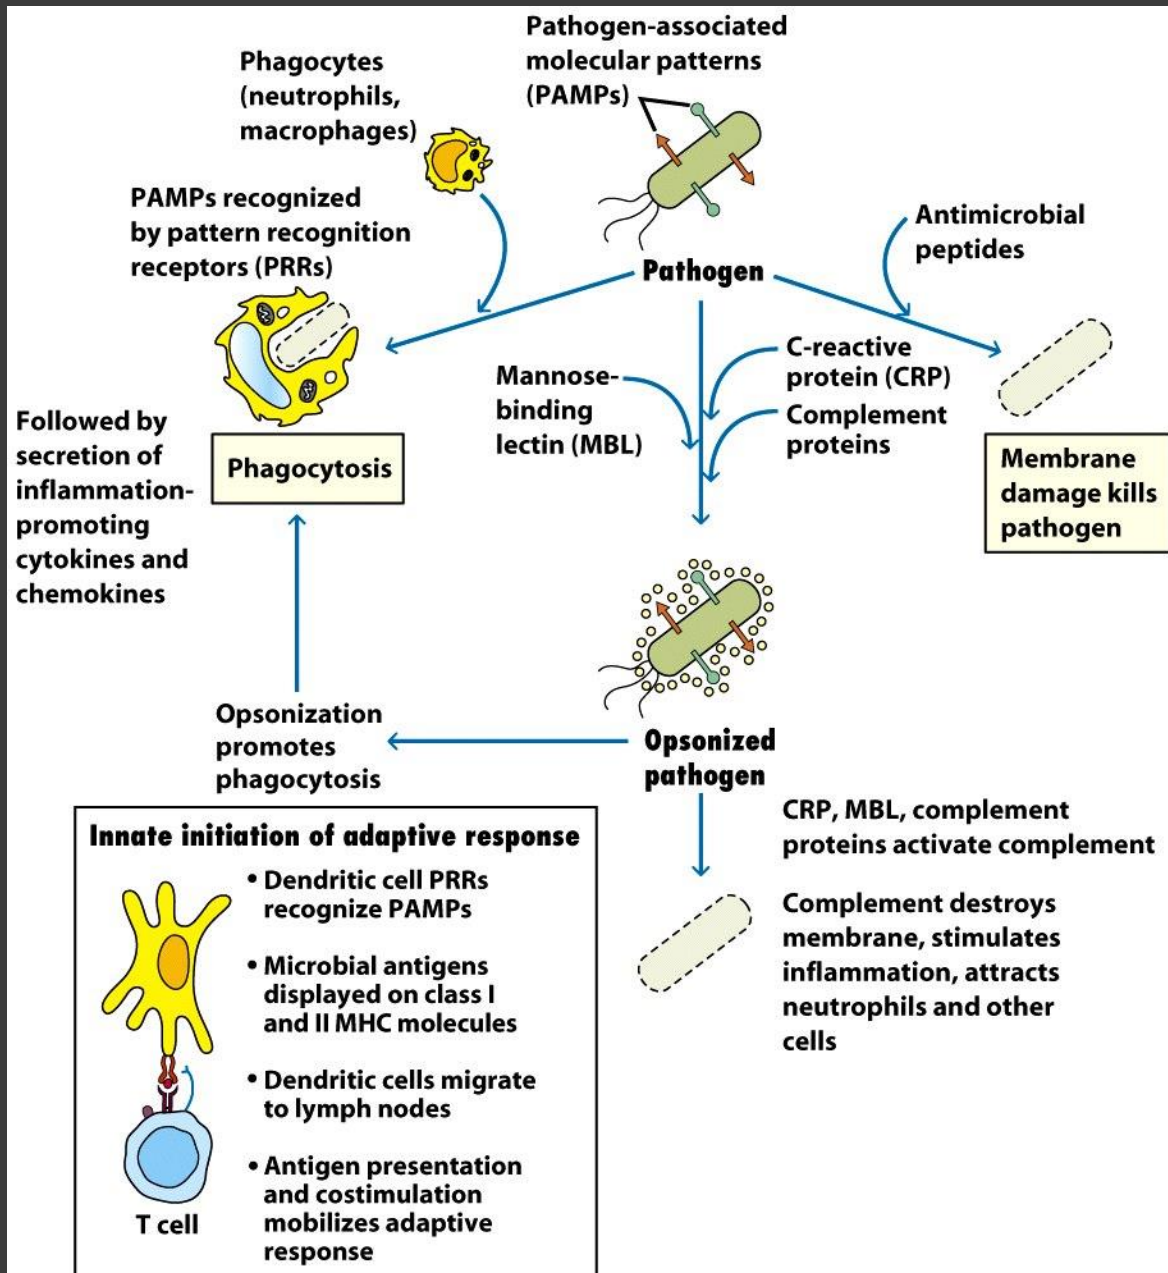 Pathogen-associated
molecular patterns
(PAMPs)
Phagocytes
(neutrophils,
macrophages)
PAMPs recognized
by pattern recognition
receptors (PRRs)
Antimicrobial
peptides
Pathogen
C-reactive
protein (CRP)
Mannose-
binding
lectin (MBL)
Complement
proteins
Followed by
secretion of
inflammation-
promoting
cytokines and
chemokines
Phagocytosis
Membrane
damage kills
pathogen
Opsonization
promotes
phagocytosis
Opsonized
pathogen
CRP, MBL, complement
proteins activate complement
Complement destroys
membrane, stimulates
inflammation, attracts
neutrophils and other
cells
Innate initiation of adaptive response
• Dendritic cell PRRs
recognize PAMPs
• Microbial antigens
displayed on class I
and II MHC molecules
• Dendritic cells migrate
to lymph nodes
• Antigen presentation
and costimulation
mobilizes adaptive
response
T cell